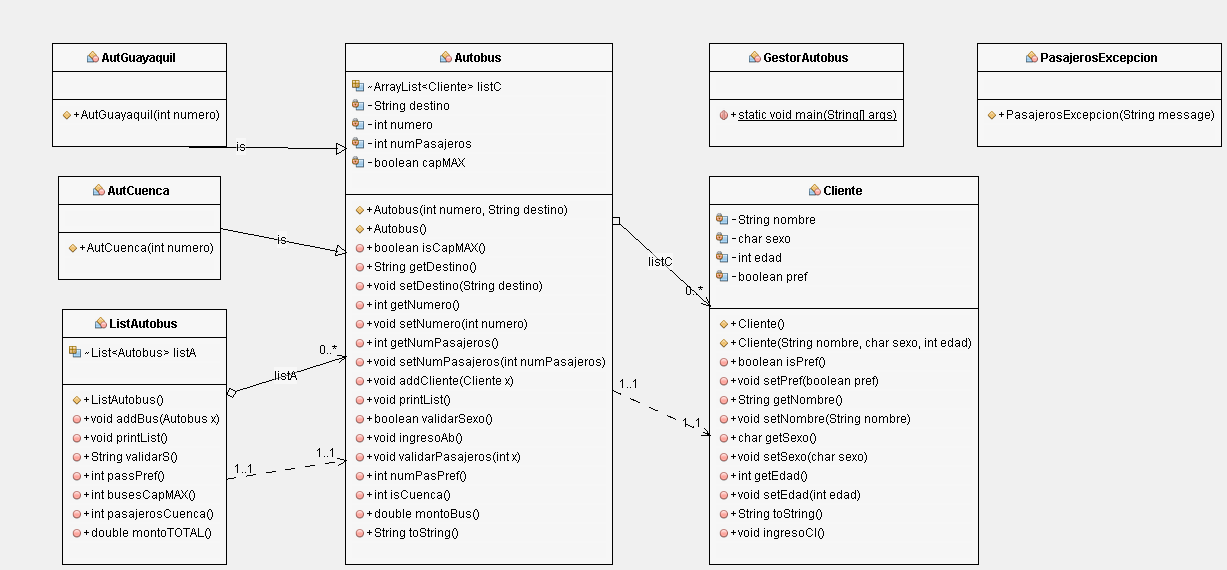 AutGuayaquil
+AutGuayaquil(int numero)
is
AutCuenca
+AutCuenca(int numero)
is
ListAutobus
~List<Autobus> listA
+ListAutobus()
+void addBus(Autobus x)
+void printList()
+String validarS()
+int passPref()
+int busesCapMAX()
+int pasajerosCuenca()
+double montoTOTAL()
0..*
listA
1..1
1..1
Autobus
~ArrayList<Cliente> listC
-String destino
-int numero
-int numPasajeros
-boolean capMAX
+Autobus(int numero, String destino)
+Autobus()
+boolean isCapMAX()
+String getDestino()
+void setDestino(String destino)
+int getNumero()
+void setNumero(int numero)
+int getNumPasajeros()
+void setNumPasajeros(int numPasajeros)
+void addCliente(Cliente x)
+void printList()
+boolean validarSexo()
+void ingresoAb()
+void validarPasajeros(int x)
+int numPasPref()
+int isCuenca()
+double montoBus()
+String toString()
listC
0..*
1..1
1..1
GestorAutobus
+static void main(String[] args)
PasajerosExcepcion
+PasajerosExcepcion(String message)
Cliente
-String nombre
-char sexo
-int edad
-boolean pref
+Cliente()
+Cliente(String nombre, char sexo, int edad)
+boolean isPref()
+void setPref(boolean pref)
+String getNombre()
+void setNombre(String nombre)
+char getSexo()
+void setSexo(char sexo)
+int getEdad()
+void setEdad(int edad)
+String toString()
+void ingresoCl()